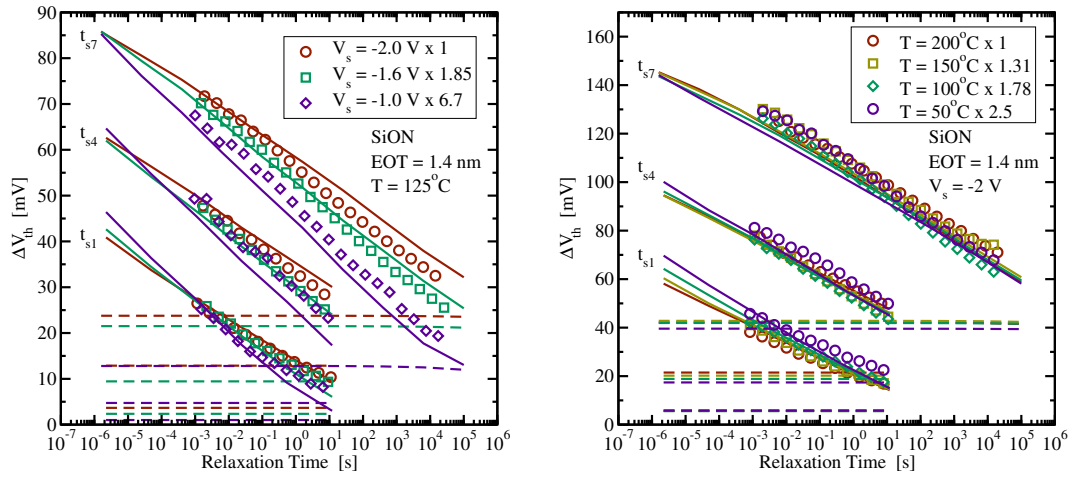 90
80
70
60
50
40
30
20
10
0
ΔV_th [mV]
t_s7
t_s4
t_s1
V_s = -2.0 V x 1
V_s = -1.6 V x 1.85
V_s = -1.0 V x 6.7
SiON
EOT = 1.4 nm
T = 125°C
10^-7 10^-6 10^-5 10^-4 10^-3 10^-2 10^-1 10^0 10^1 10^2 10^3 10^4 10^5 10^6
Relaxation Time [s]
160
140
120
100
80
60
40
20
0
ΔV_th [mV]
t_s7
t_s4
t_s1
T = 200°C x 1
T = 150°C x 1.31
T = 100°C x 1.78
T = 50°C x 2.5
SiON
EOT = 1.4 nm
V_s = -2 V
10^-7 10^-6 10^-5 10^-4 10^-3 10^-2 10^-1 10^0 10^1 10^2 10^3 10^4 10^5 10^6
Relaxation Time [s]